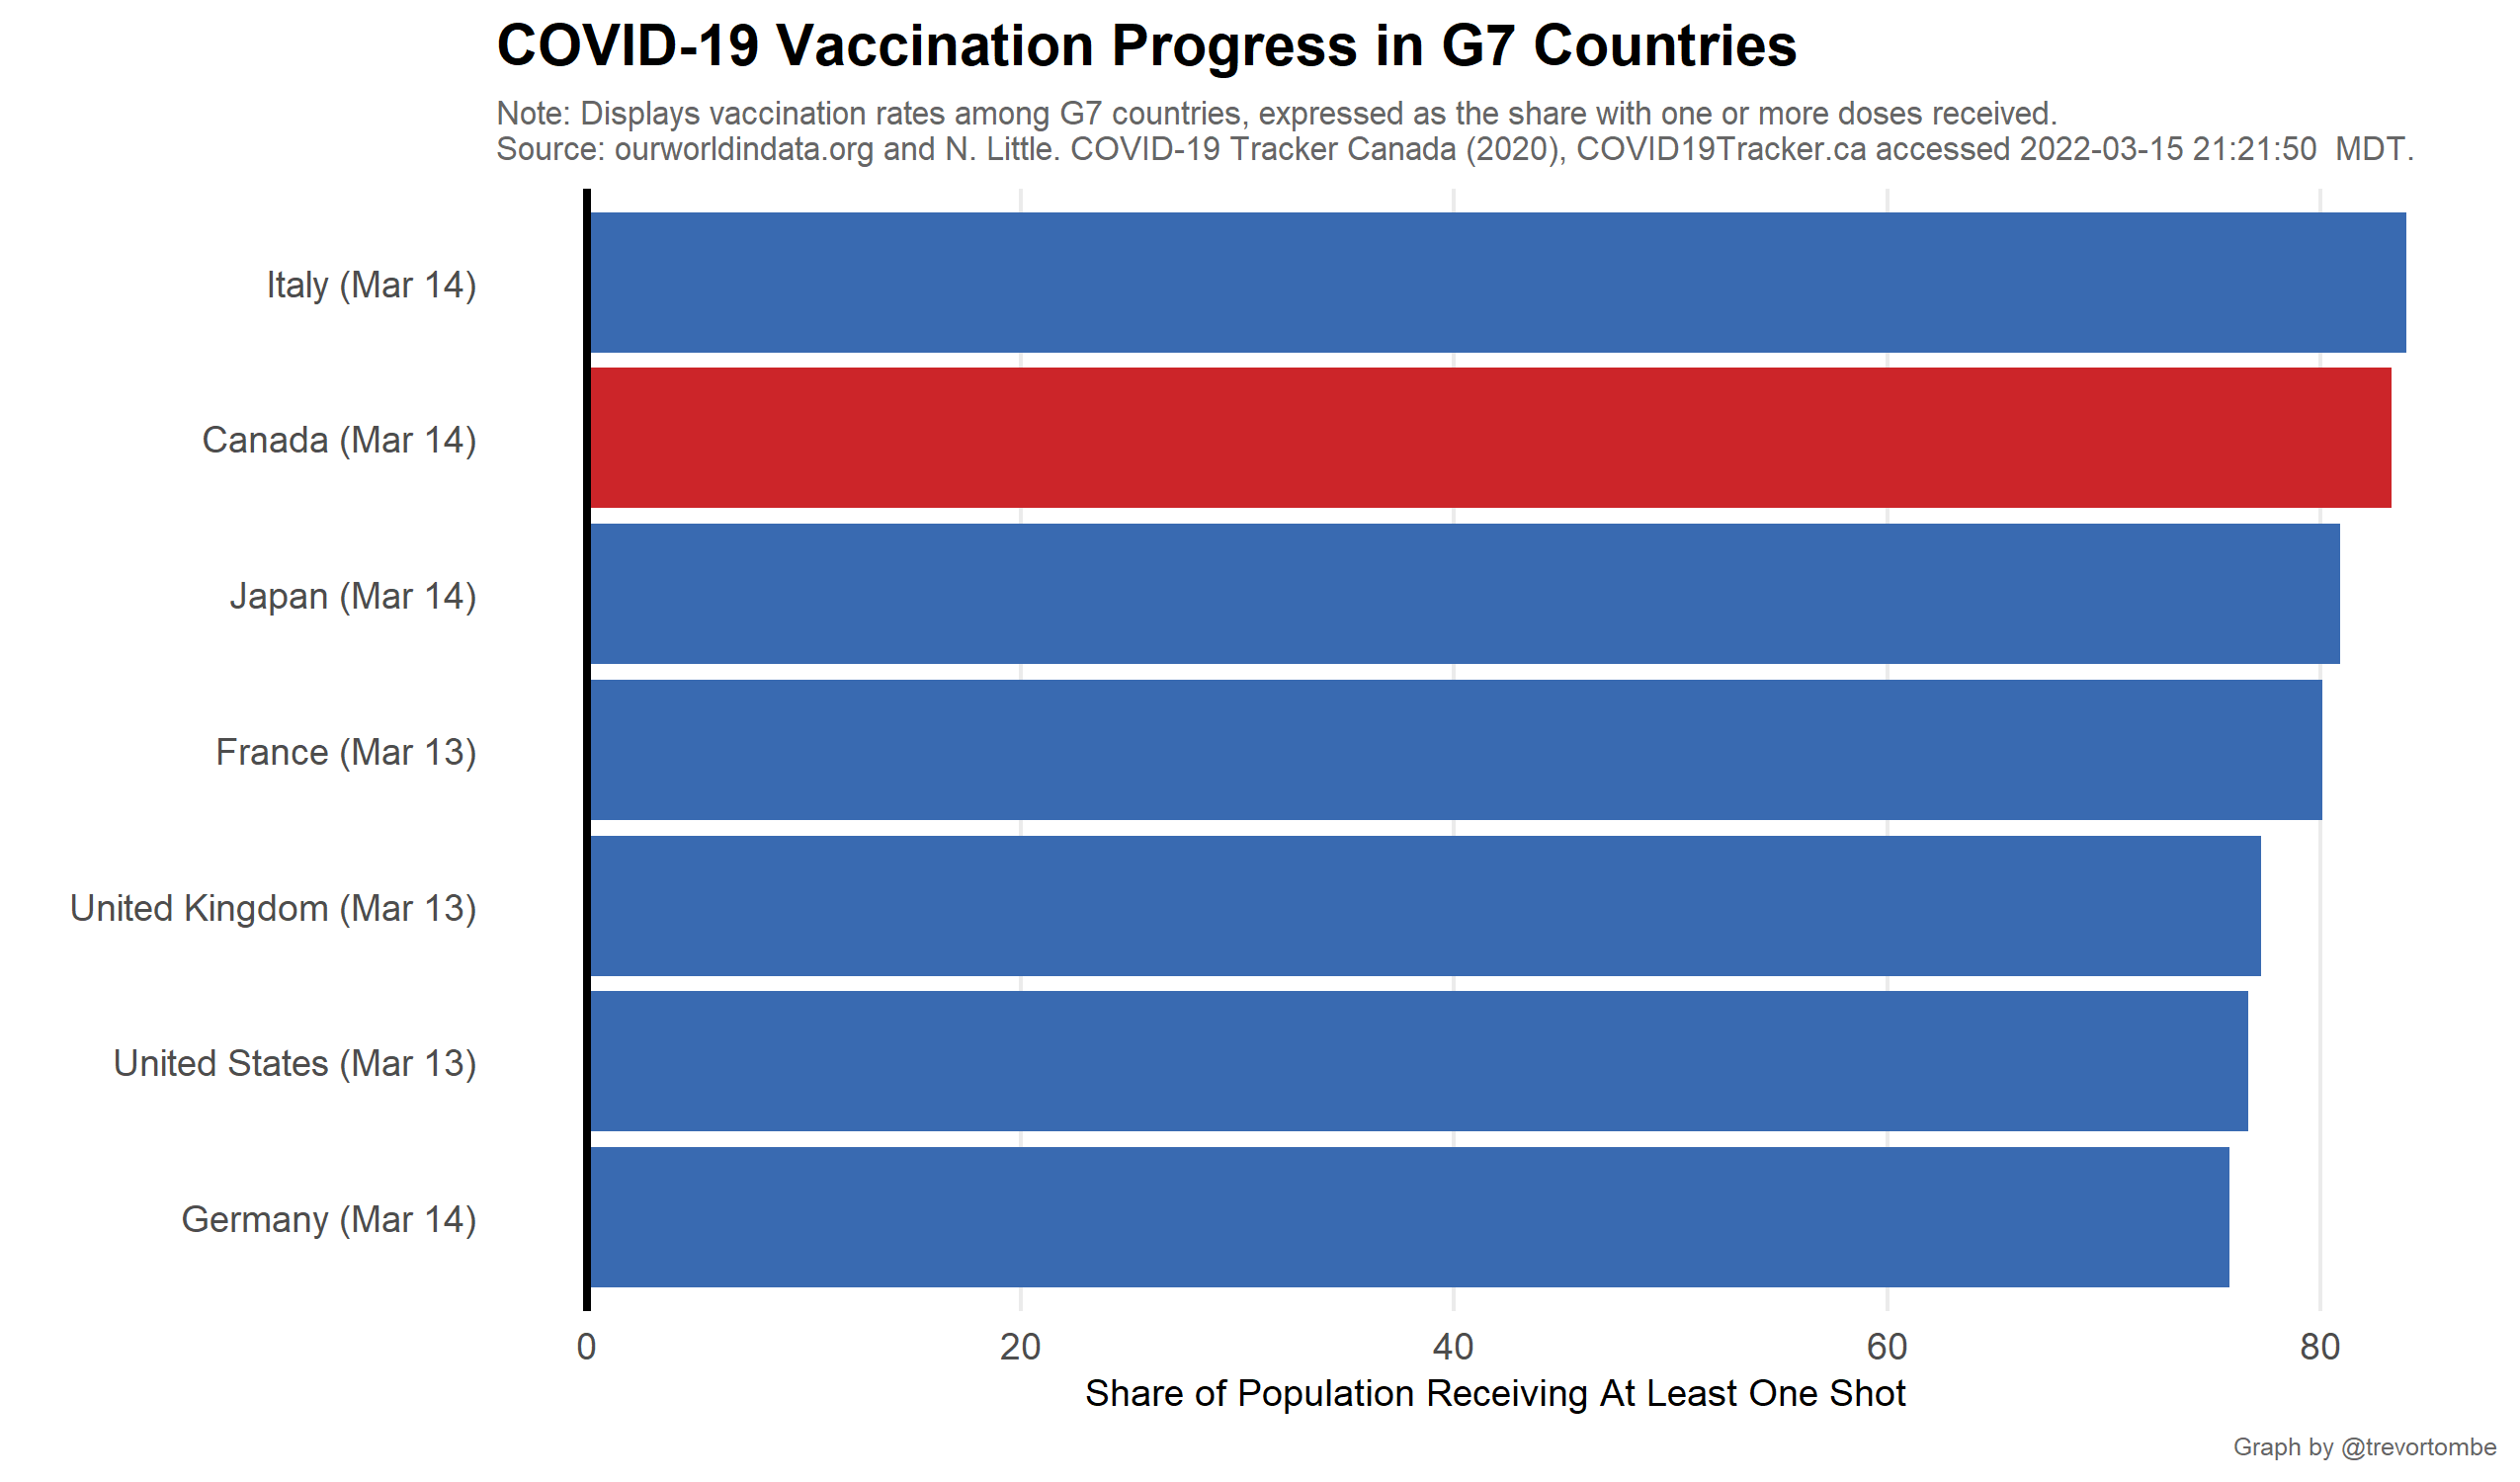 COVID-19 Vaccination Progress in G7 Countries
Note: Displays vaccination rates among G7 countries, expressed as the share with one or more doses received.
Source: ourworldindata.org and N. Little. COVID-19 Tracker Canada (2020), COVID19Tracker.ca accessed 2022-03-15 21:21:50  MDT.
Italy (Mar 14)
Canada (Mar 14)
Japan (Mar 14)
France (Mar 13)
United Kingdom (Mar 13)
United States (Mar 13)
Germany (Mar 14)
0 20 40 60 80
Share of Population Receiving At Least One Shot
Graph by @trevortombe